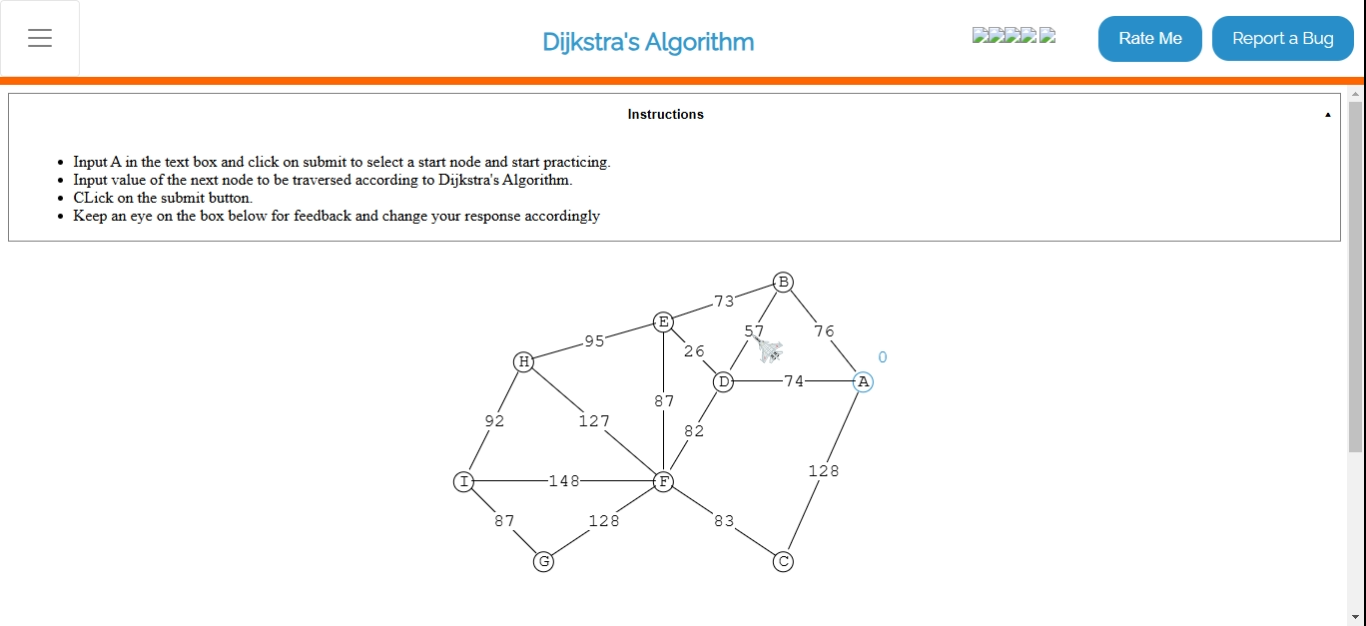 Dijkstra's Algorithm
Rate Me
Report a Bug
Instructions
Input A in the text box and click on submit to select a start node and start practicing.
Input value of the next node to be traversed according to Dijkstra's Algorithm.
CLick on the submit button.
Keep an eye on the box below for feedback and change your response accordingly
B
73
E
57
76
95
26
0
H
D
74
A
87
92
127
82
128
I
148
F
87
128
83
G
C